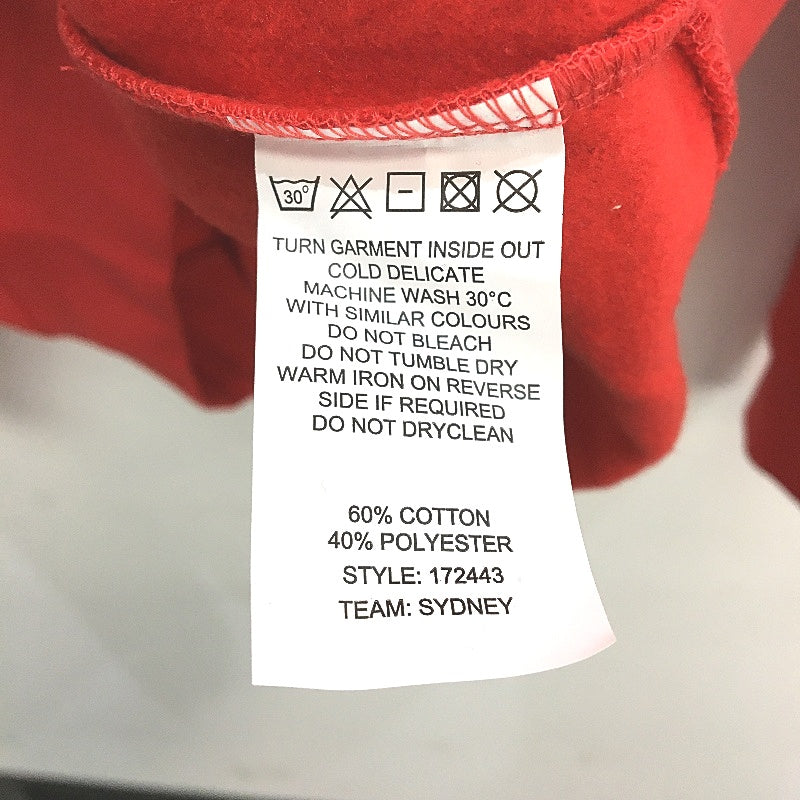 30°
TURN GARMENT INSIDE OUT
COLD DELICATE
MACHINE WASH 30°C
WITH SIMILAR COLOURS
DO NOT BLEACH
DO NOT TUMBLE DRY
WARM IRON ON REVERSE
SIDE IF REQUIRED
DO NOT DRYCLEAN
60% COTTON
40% POLYESTER
STYLE: 172443
TEAM: SYDNEY